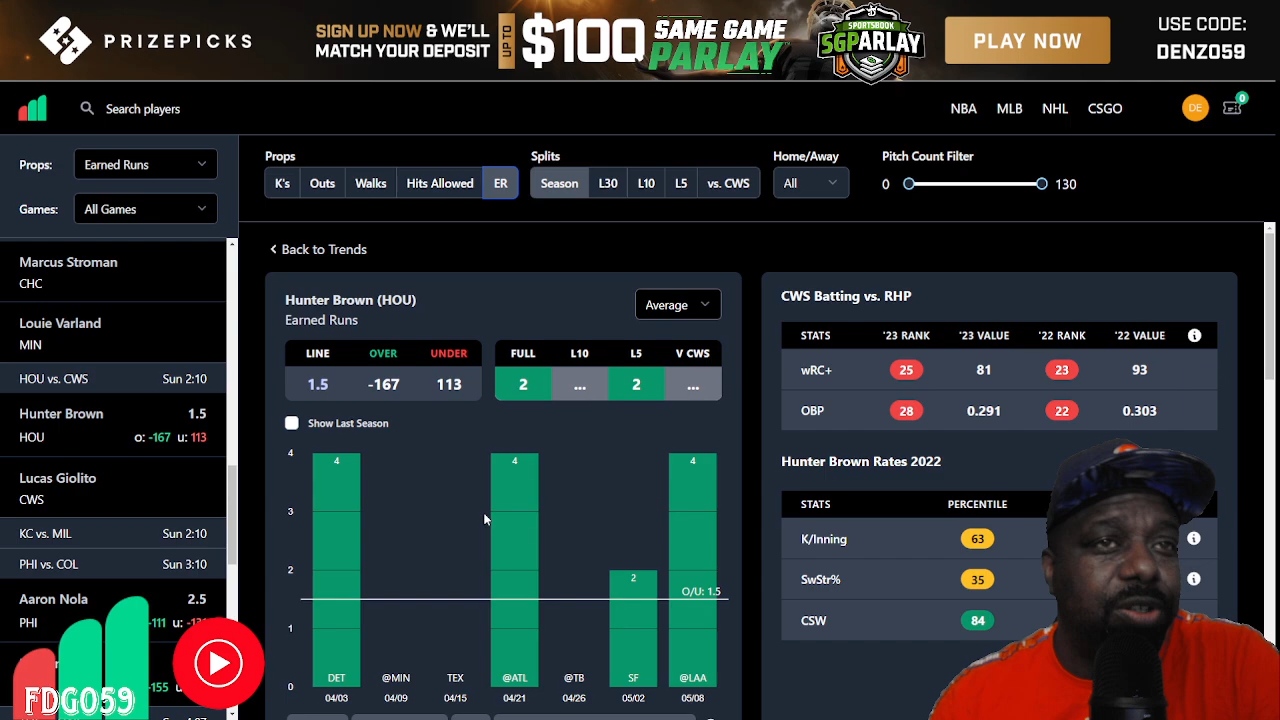 PRIZEPICKS
SIGN UP NOW & WE'LL
MATCH YOUR DEPOSIT
UP TO
$100
SAME GAME
PARLAY
SPORTSBOOK
SGPARLAY
PLAY NOW
USE CODE:
DENZO59
Search players
NBA
MLB
NHL
CSGO
DE
0
Props:
Earned Runs
Games:
All Games
Props
K's
Outs
Walks
Hits Allowed
ER
Splits
Season
L30
L10
L5
vs. CWS
Home/Away
All
Pitch Count Filter
0
130
Marcus Stroman
CHC
Louie Varland
MIN
HOU vs. CWS Sun 2:10
Hunter Brown 1.5
HOU o: -167 u: 113
Lucas Giolito
CWS
KC vs. MIL Sun 2:10
PHI vs. COL Sun 3:10
Aaron Nola 2.5
PHI
FDGO59
Back to Trends
Hunter Brown (HOU)
Earned Runs
Average
LINE OVER UNDER
1.5 -167 113
FULL L10 L5 V CWS
2 ... 2 ...
Show Last Season
4
3
2
1
0
4
4
2
4
O/U: 1.5
DET @MIN TEX @ATL @TB SF @LAA
04/03 04/09 04/15 04/21 04/26 05/02 05/08
CWS Batting vs. RHP
STATS '23 RANK '23 VALUE '22 RANK '22 VALUE
wRC+ 25 81 23 93
OBP 28 0.291 22 0.303
Hunter Brown Rates 2022
STATS PERCENTILE
K/Inning 63
SwStr% 35
CSW 84